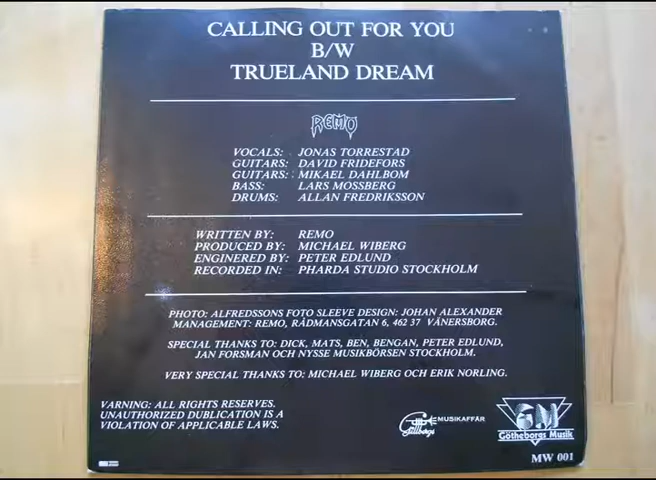 CALLING OUT FOR YOU
B/W
TRUELAND DREAM
REMO
VOCALS: JONAS TORRESTAD
GUITARS: DAVID FRIDEFORS
GUITARS: MIKAEL DAHLBOM
BASS: LARS MOSSBERG
DRUMS: ALLAN FREDRIKSSON
WRITTEN BY: REMO
PRODUCED BY: MICHAEL WIBERG
ENGINERED BY: PETER EDLUND
RECORDED IN: PHARDA STUDIO STOCKHOLM
PHOTO: ALFREDSSONS FOTO SLEEVE DESIGN: JOHAN ALEXANDER
MANAGEMENT: REMO, RÅDMANSGATAN 6, 462 37 VÄNERSBORG.
SPECIAL THANKS TO: DICK, MATS, BEN, BENGAN, PETER EDLUND,
JAN FORSMAN OCH NYSSE MUSIKBÖRSEN STOCKHOLM.
VERY SPECIAL THANKS TO: MICHAEL WIBERG OCH ERIK NORLING.
VARNING: ALL RIGHTS RESERVES.
UNAUTHORIZED DUBLICATION IS A
VIOLATION OF APPLICABLE LAWS.
MUSIKAFFÄR
Gillbergs
GM
Götheborgs Musik
MW 001